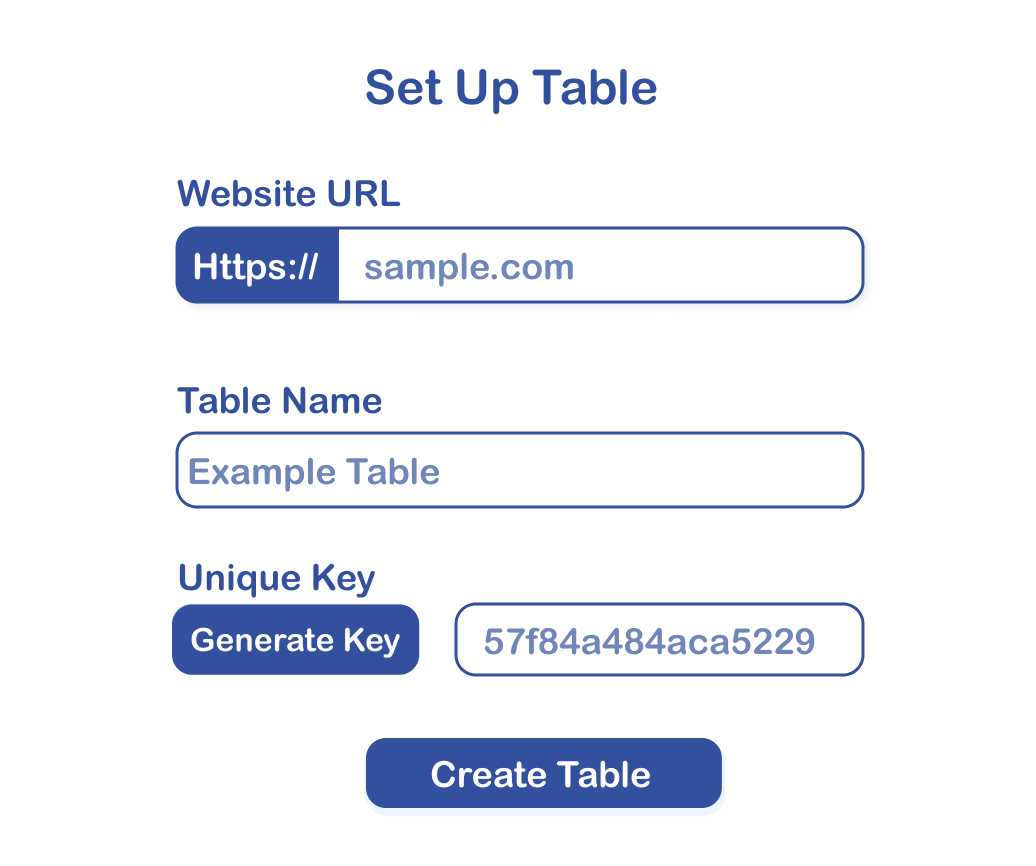 Set Up Table
Website URL
Https:// sample.com
Table Name
Example Table
Unique Key
Generate Key 57f84a484aca5229
Create Table